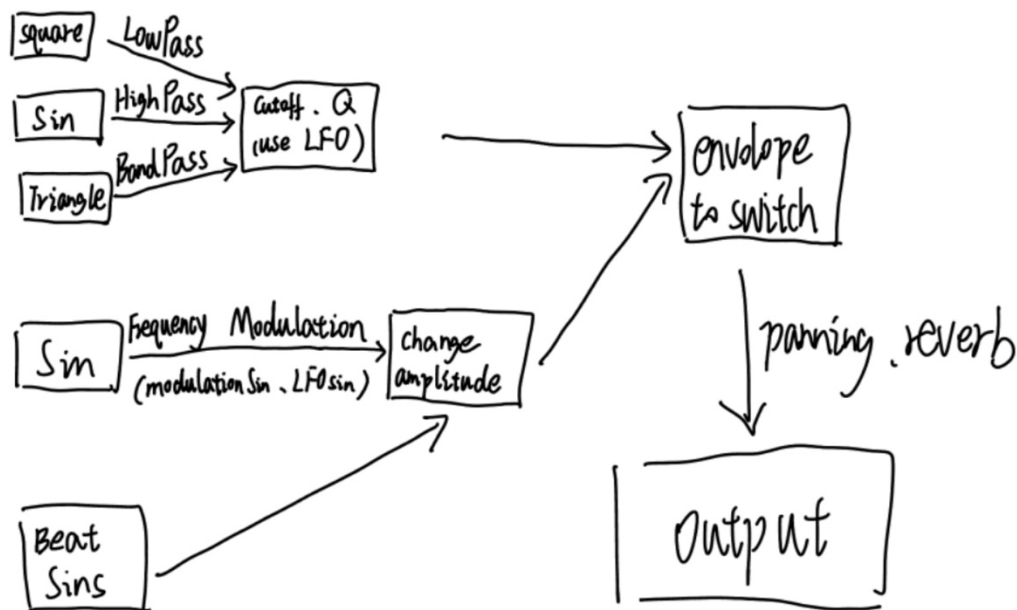 square
LowPass
Sin
HighPass
Triangle
BandPass
Cutoff . Q
(use LFO)
envolope
to switch
Sin
Frequency Modulation
(modulation Sin 、LFO sin)
change
amplitude
panning 、reverb
Beat
Sins
output